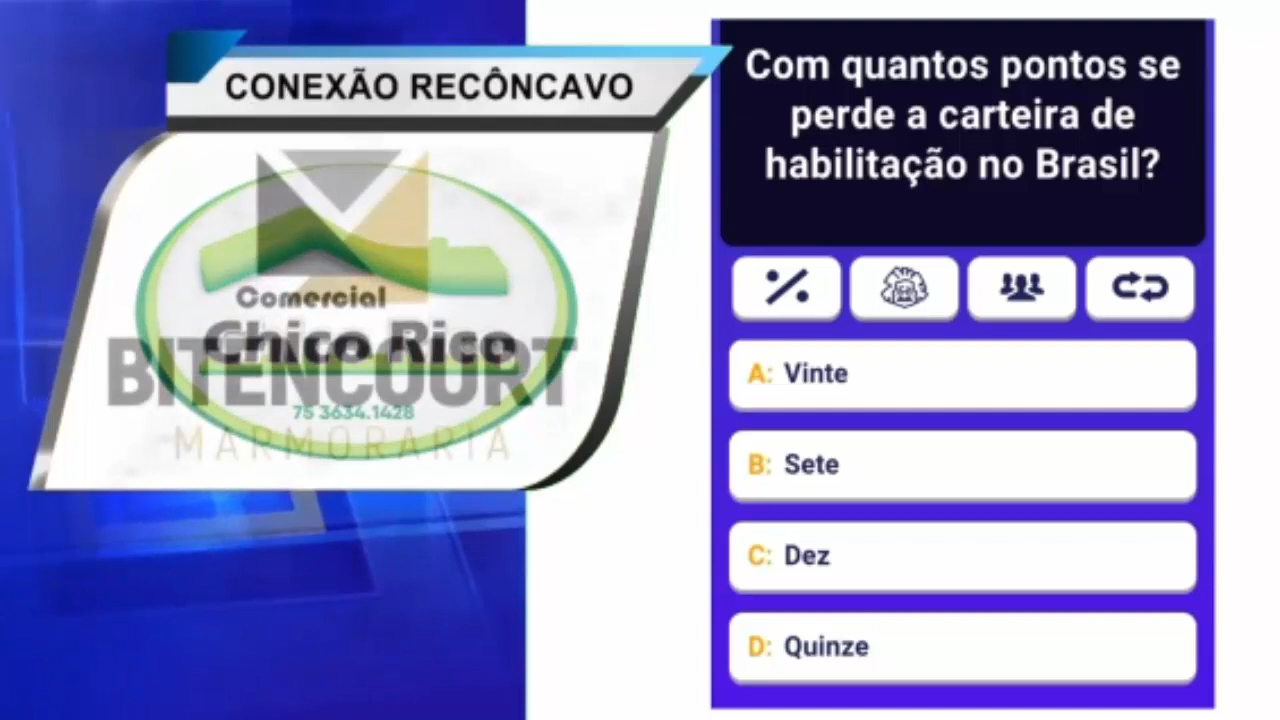 CONEXÃO RECÔNCAVO
Comercial
Chico Rico
BITENCOURT
75 3634.1428
MARMORARIA
Com quantos pontos se
perde a carteira de
habilitação no Brasil?
A: Vinte
B: Sete
C: Dez
D: Quinze